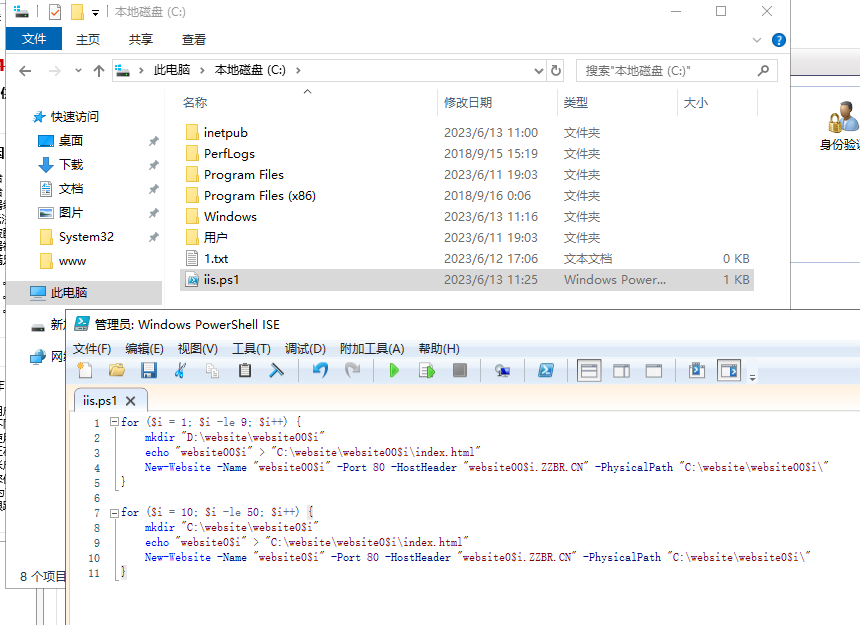 本地磁盘 (C:)
文件 主页 共享 查看
此电脑 › 本地磁盘 (C:) ›
搜索"本地磁盘 (C:)"
名称 修改日期 类型 大小
快速访问
桌面
下载
文档
图片
System32
www
此电脑
inetpub 2023/6/13 11:00 文件夹
PerfLogs 2018/9/15 15:19 文件夹
Program Files 2023/6/11 19:03 文件夹
Program Files (x86) 2018/9/16 0:06 文件夹
Windows 2023/6/13 11:16 文件夹
用户 2023/6/11 19:03 文件夹
1.txt 2023/6/12 17:06 文本文档 0 KB
iis.ps1 2023/6/13 11:25 Windows Power... 1 KB
8 个项目
身份验证
管理员: Windows PowerShell ISE
文件(F) 编辑(E) 视图(V) 工具(T) 调试(D) 附加工具(A) 帮助(H)
iis.ps1
1 for ($i = 1; $i -le 9; $i++) {
2 mkdir "D:\website\website00$i"
3 echo "website00$i" > "C:\website\website00$i\index.html"
4 New-Website -Name "website00$i" -Port 80 -HostHeader "website00$i.ZZBR.CN" -PhysicalPath "C:\website\website00$i\"
5 }
6
7 for ($i = 10; $i -le 50; $i++) {
8 mkdir "C:\website\website0$i"
9 echo "website0$i" > "C:\website\website0$i\index.html"
10 New-Website -Name "website0$i" -Port 80 -HostHeader "website0$i.ZZBR.CN" -PhysicalPath "C:\website\website0$i\"
11 }